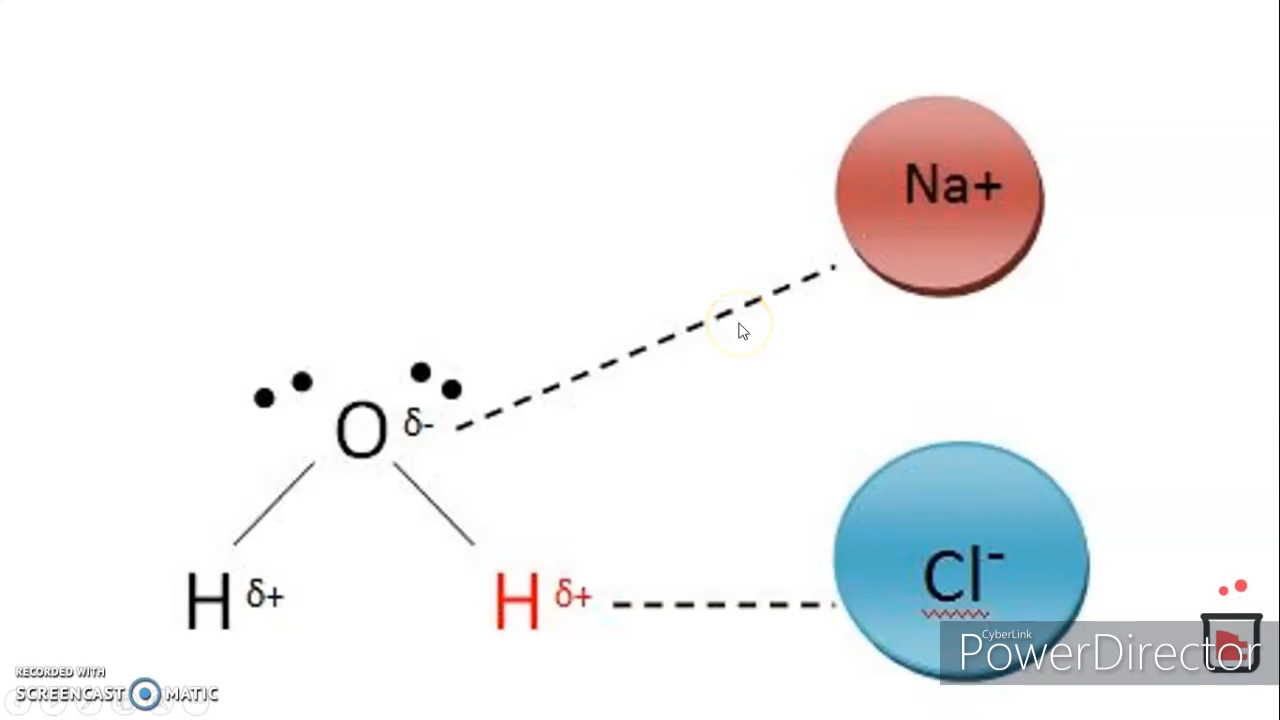 Na+
O δ-
H δ+
H δ+
Cl-
RECORDED WITH
SCREENCAST MATIC
CyberLink
PowerDirector